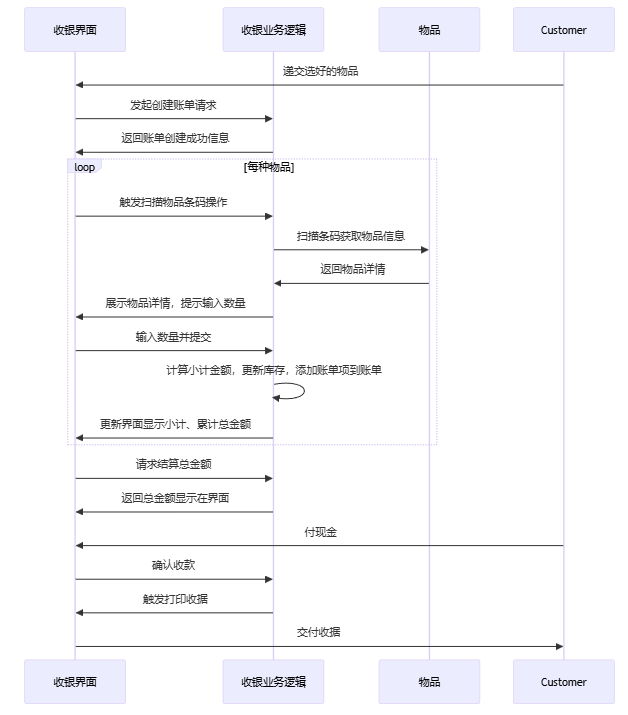 收银界面
收银业务逻辑
物品
Customer
递交选好的物品
发起创建账单请求
返回账单创建成功信息
loop
[每种物品]
触发扫描物品条码操作
扫描条码获取物品信息
返回物品详情
展示物品详情，提示输入数量
输入数量并提交
计算小计金额，更新库存，添加账单项到账单
更新界面显示小计、累计总金额
请求结算总金额
返回总金额显示在界面
付现金
确认收款
触发打印收据
交付收据
收银界面
收银业务逻辑
物品
Customer